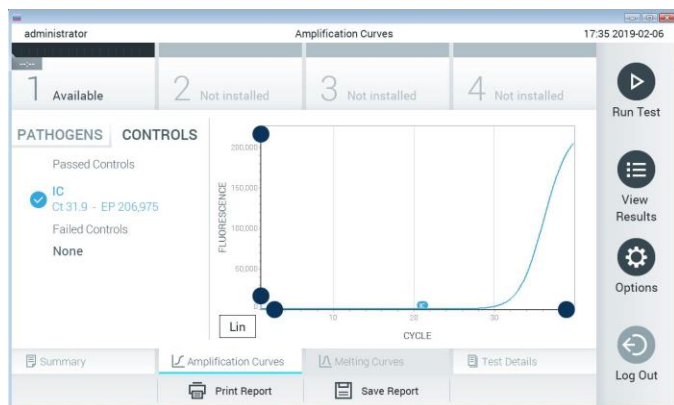 administrator
Amplification Curves
17:35 2019-02-06
--:--
1 Available
2 Not installed
3 Not installed
4 Not installed
Run Test
PATHOGENS
CONTROLS
Passed Controls
IC
Ct 31.9 - EP 206,975
Failed Controls
None
FLUORESCENCE
200,000
150,000
50,000
0
10
20
30
IC
CYCLE
Lin
View
Results
Options
Log Out
Summary
Amplification Curves
Melting Curves
Test Details
Print Report
Save Report